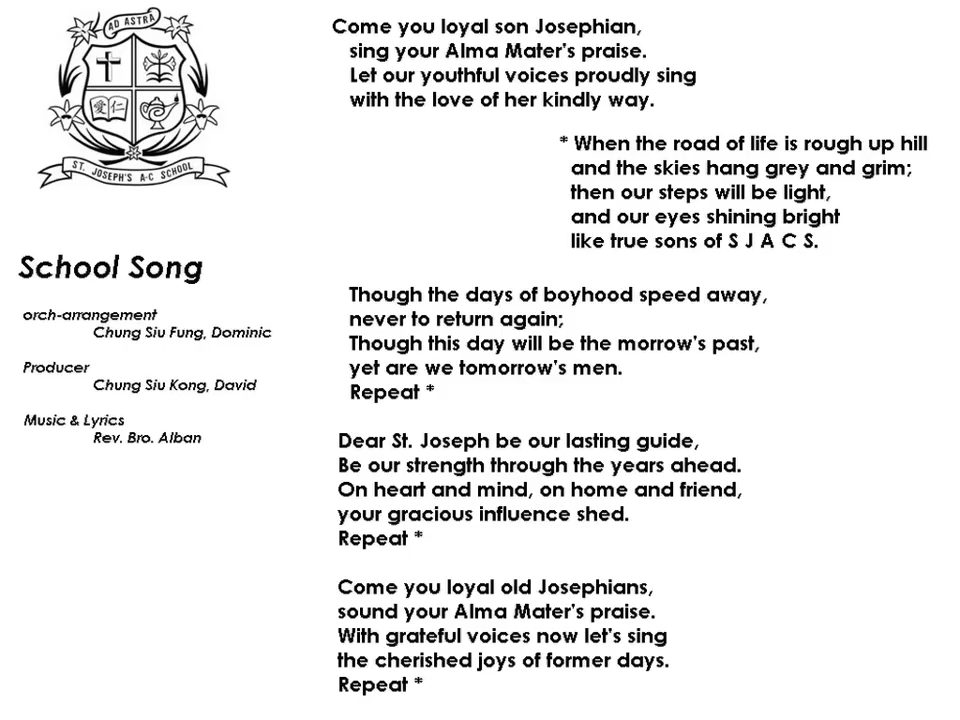 AD ASTRA
愛 仁
ST. JOSEPH'S A-C SCHOOL
School Song
orch-arrangement
Chung Siu Fung, Dominic
Producer
Chung Siu Kong, David
Music & Lyrics
Rev. Bro. Alban
Come you loyal son Josephian,
sing your Alma Mater's praise.
Let our youthful voices proudly sing
with the love of her kindly way.
* When the road of life is rough up hill
and the skies hang grey and grim;
then our steps will be light,
and our eyes shining bright
like true sons of S J A C S.
Though the days of boyhood speed away,
never to return again;
Though this day will be the morrow's past,
yet are we tomorrow's men.
Repeat *
Dear St. Joseph be our lasting guide,
Be our strength through the years ahead.
On heart and mind, on home and friend,
your gracious influence shed.
Repeat *
Come you loyal old Josephians,
sound your Alma Mater's praise.
With grateful voices now let's sing
the cherished joys of former days.
Repeat *